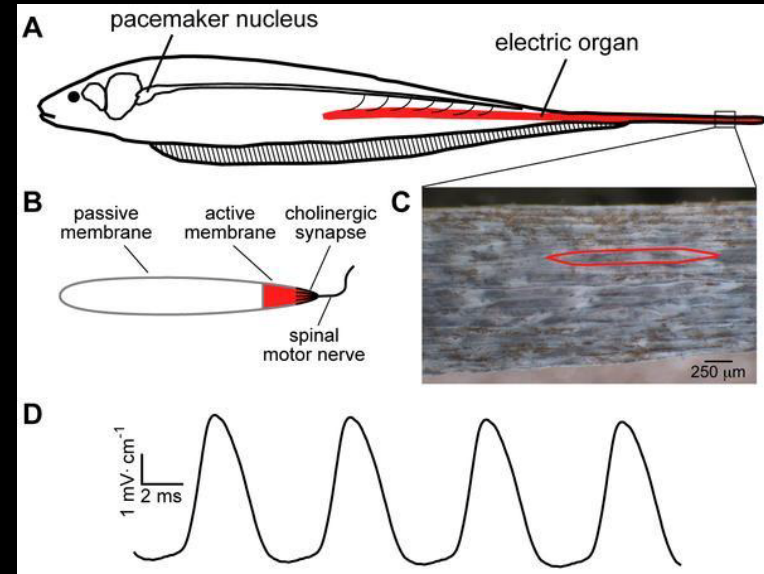 A
pacemaker nucleus
electric organ
B
passive
membrane
active
membrane
cholinergic
synapse
spinal
motor nerve
C
250 μm
D
1 mV· cm⁻¹
2 ms